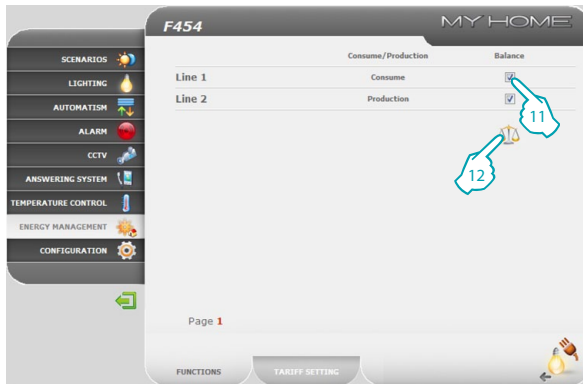 F454
MY HOME
SCENARIOS
LIGHTING
AUTOMATISM
ALARM
CCTV
ANSWERING SYSTEM
TEMPERATURE CONTROL
ENERGY MANAGEMENT
CONFIGURATION
Consume/Production Balance
Line 1 Consume
Line 2 Production
11
12
Page 1
FUNCTIONS TARIFF SETTING